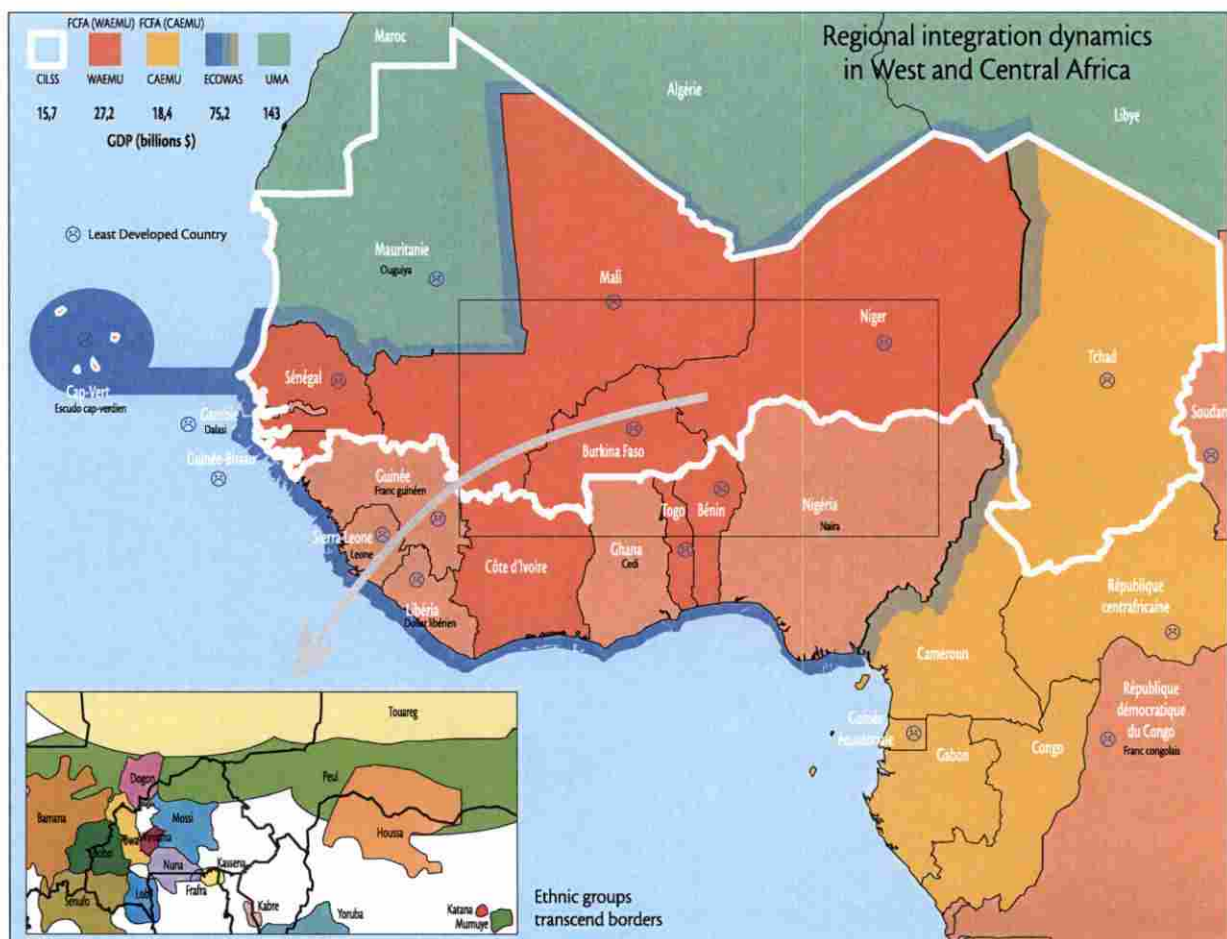 FCFA (WAEMU) FCFA (CAEMU)
CILSS WAEMU CAEMU ECOWAS UMA
15,7 27,2 18,4 75,2 143
GDP (billions $)
Regional integration dynamics
in West and Central Africa
Least Developed Country
Maroc
Algérie
Libye
Mauritanie
Ouguiya
Mali
Niger
Tchad
Soudan
Cap-Vert
Escudo cap-verdien
Sénégal
Gambie
Dalasi
Guinée-Bissau
Burkina Faso
Guinée
Franc guinéen
Sierra-Leone
Leone
Libéria
Dollar libérien
Côte d'Ivoire
Ghana
Cedi
Togo
Bénin
Nigéria
Naira
République
centrafricaine
Cameroun
Guinée
Équatoriale
Gabon
Congo
République
démocratique
du Congo
Franc congolais
Touareg
Dogon
Peul
Bamana
Mossi
Houssa
Bwa
Bobo
Nuna
Kassena
Frafra
Senufo
Lobi
Kabre
Yoruba
Katana
Mumuye
Ethnic groups
transcend borders